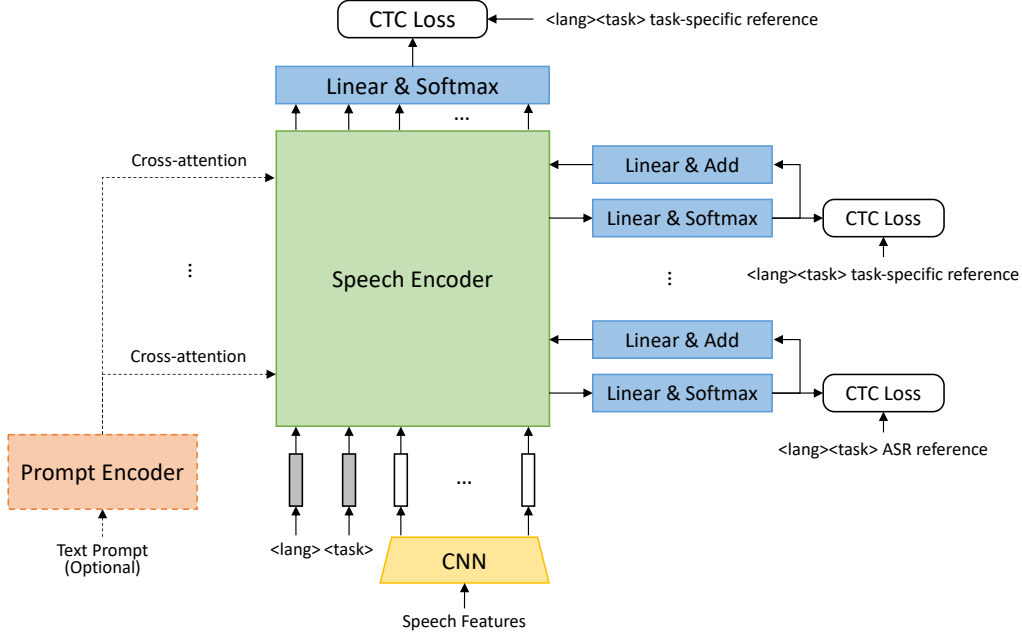 CTC Loss
<lang><task> task-specific reference
Linear & Softmax
...
Cross-attention
Linear & Add
Linear & Softmax
CTC Loss
<lang><task> task-specific reference
...
Speech Encoder
...
Cross-attention
Linear & Add
Linear & Softmax
CTC Loss
<lang><task> ASR reference
Prompt Encoder
...
Text Prompt
(Optional)
<lang> <task>
CNN
Speech Features